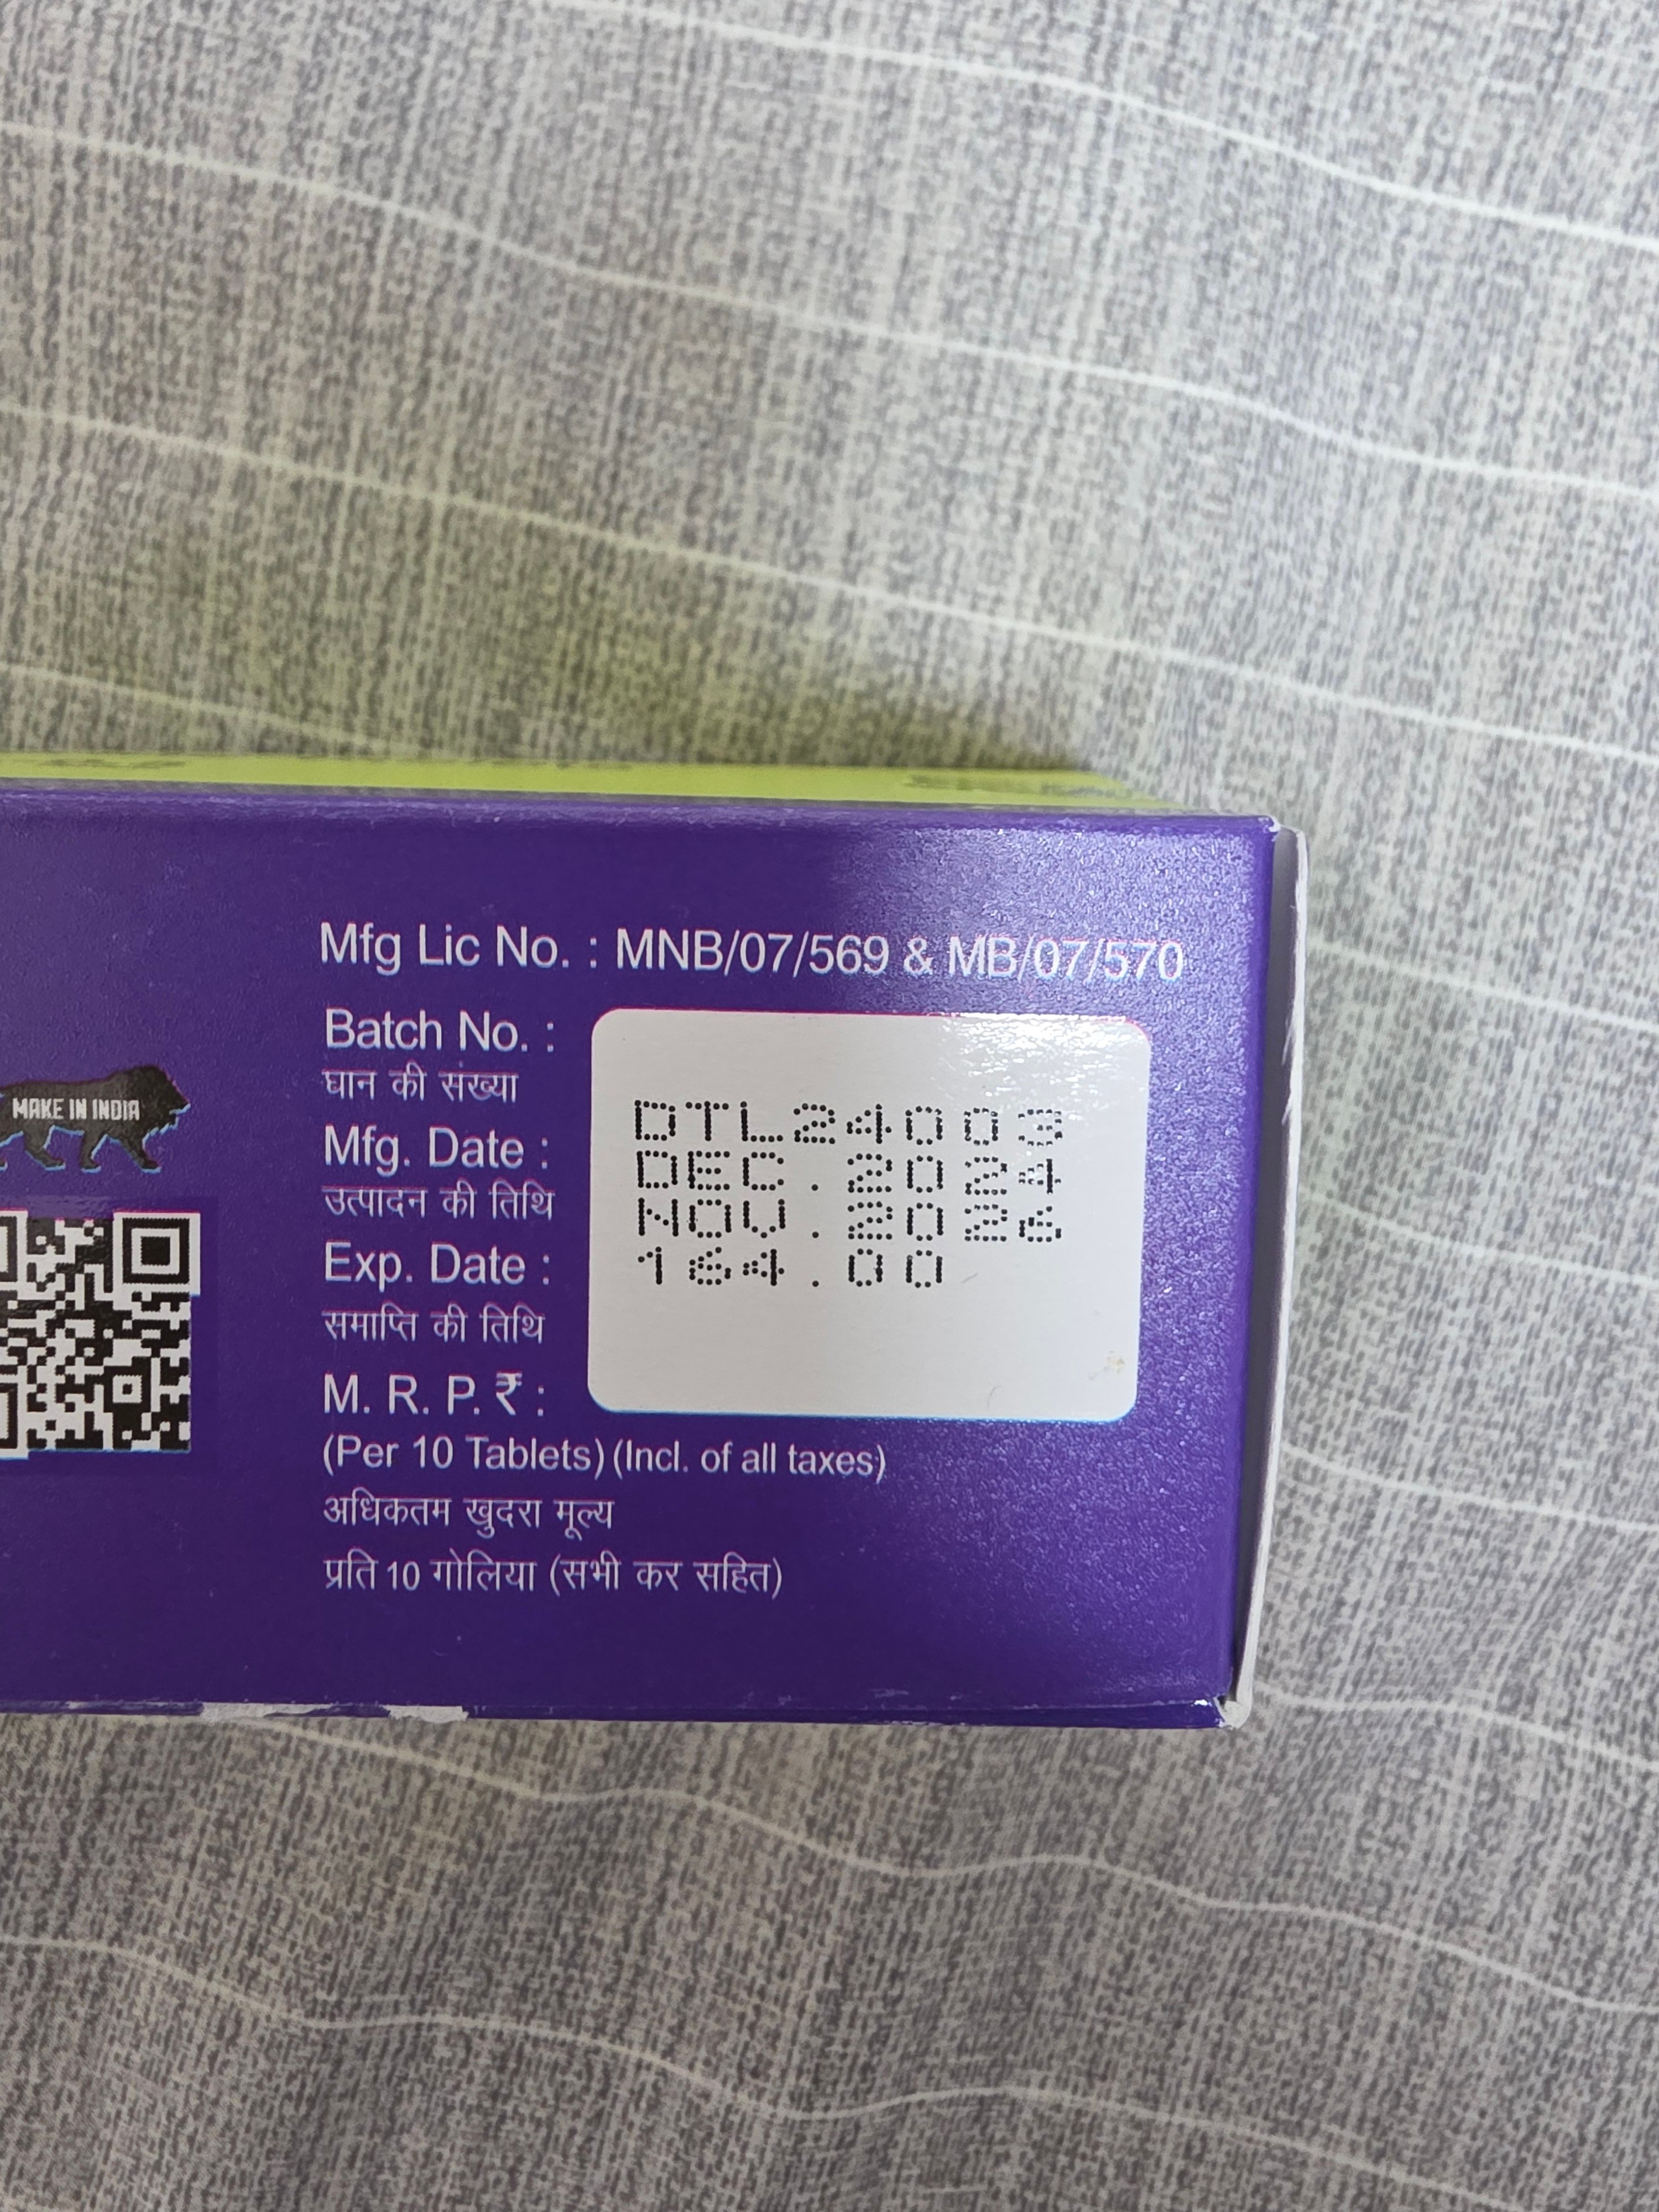 Mfg Lic No. : MNB/07/569 & MB/07/570
Batch No. : DTL24003
घान की संख्या
Mfg. Date : DEC.2024
उत्पादन की तिथि
Exp. Date : NOV.2026
समाप्ति की तिथि
M. R. P. ₹ : 164.00
(Per 10 Tablets) (Incl. of all taxes)
अधिकतम खुदरा मूल्य
प्रति 10 गोलिया (सभी कर सहित)
MAKE IN INDIA